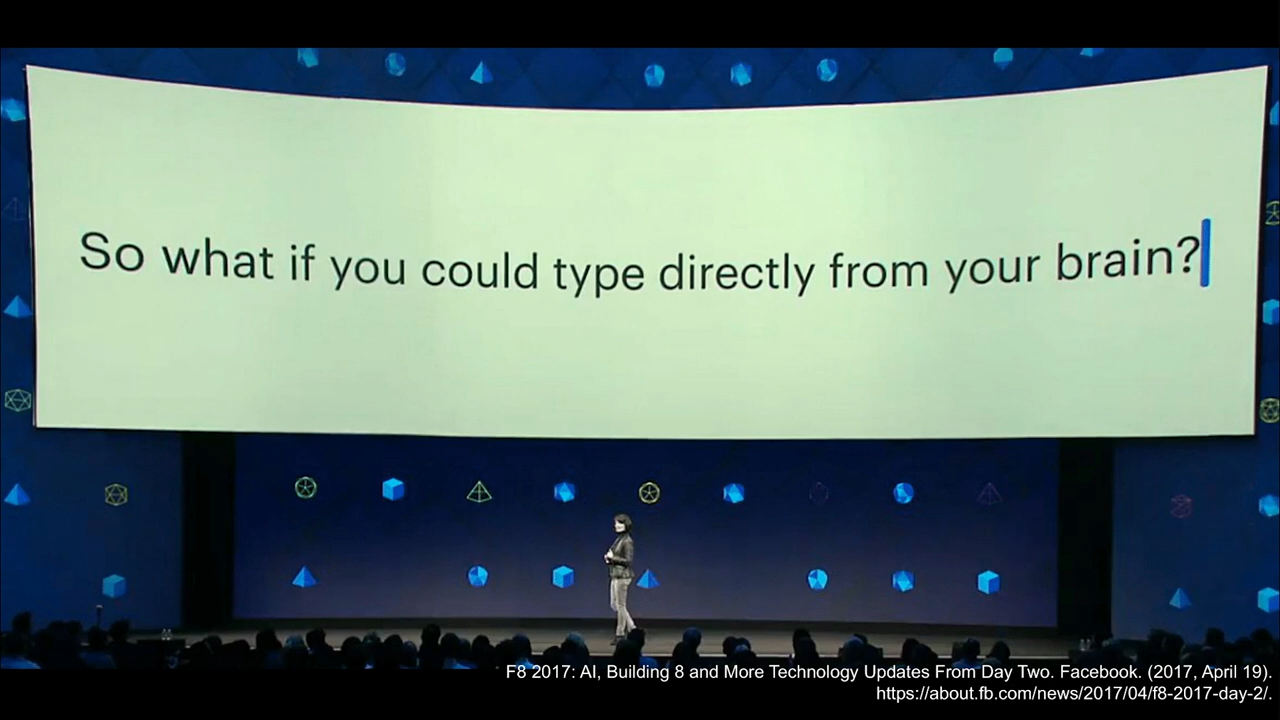 So what if you could type directly from your brain?
F8 2017: AI, Building 8 and More Technology Updates From Day Two. Facebook. (2017, April 19).
https://about.fb.com/news/2017/04/f8-2017-day-2/.